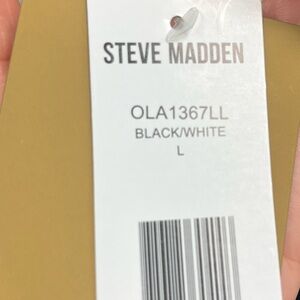 STEVE MADDEN
OLA1367LL
BLACK/WHITE
L